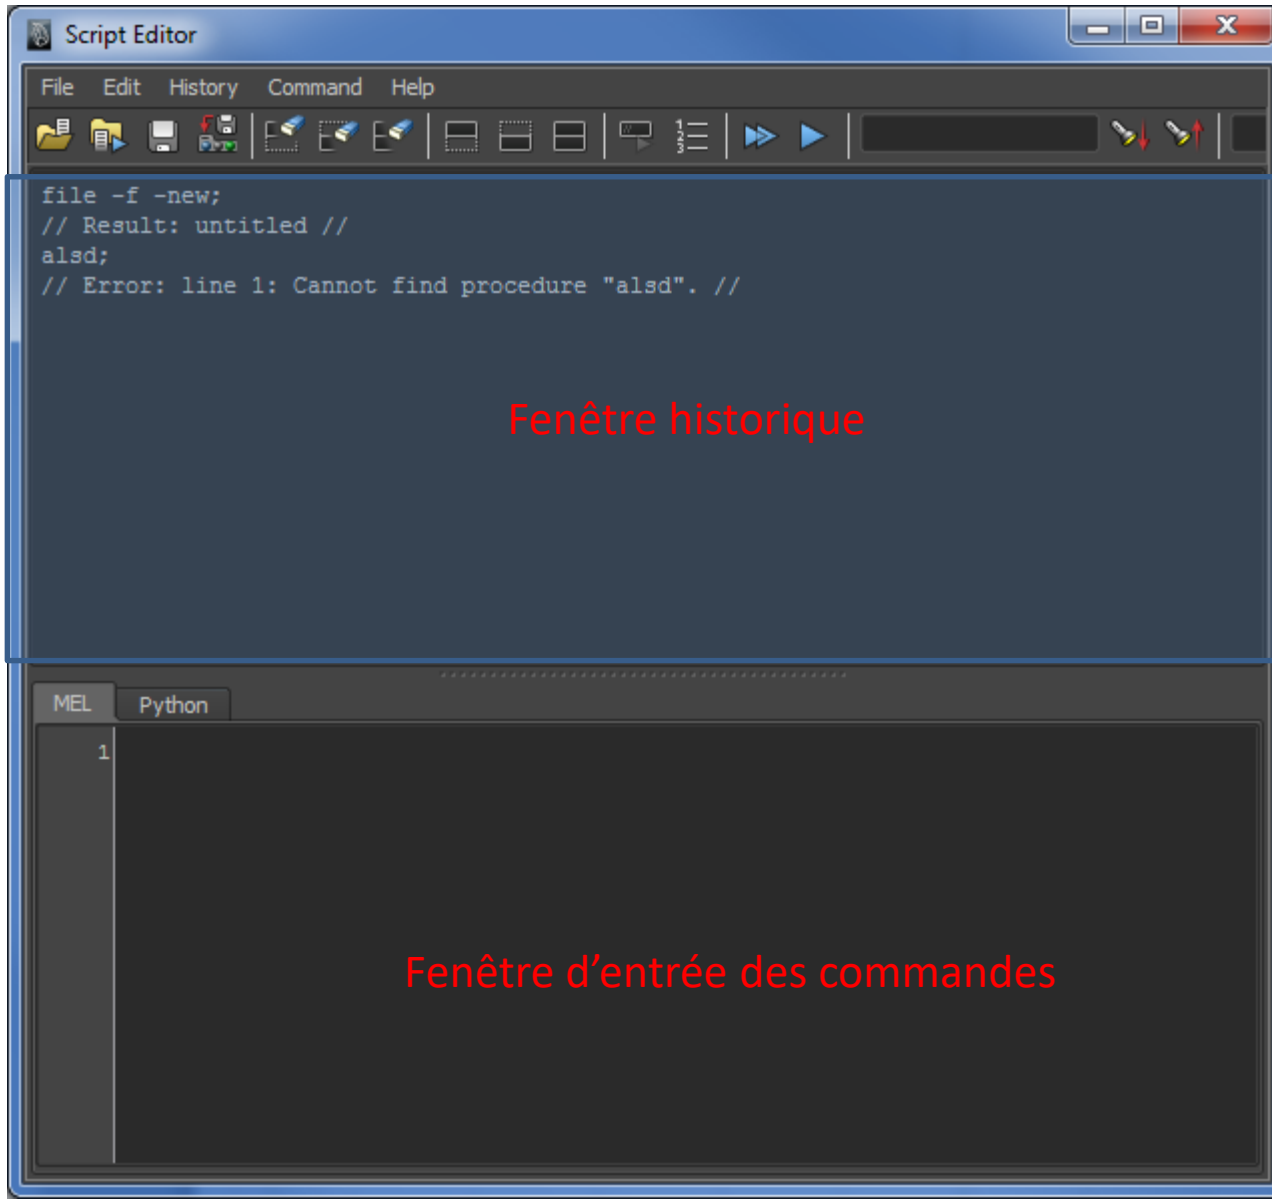 Script Editor
File Edit History Command Help
file -f -new;
// Result: untitled //
alsd;
// Error: line 1: Cannot find procedure "alsd". //
Fenêtre historique
MEL Python
1
Fenêtre d’entrée des commandes